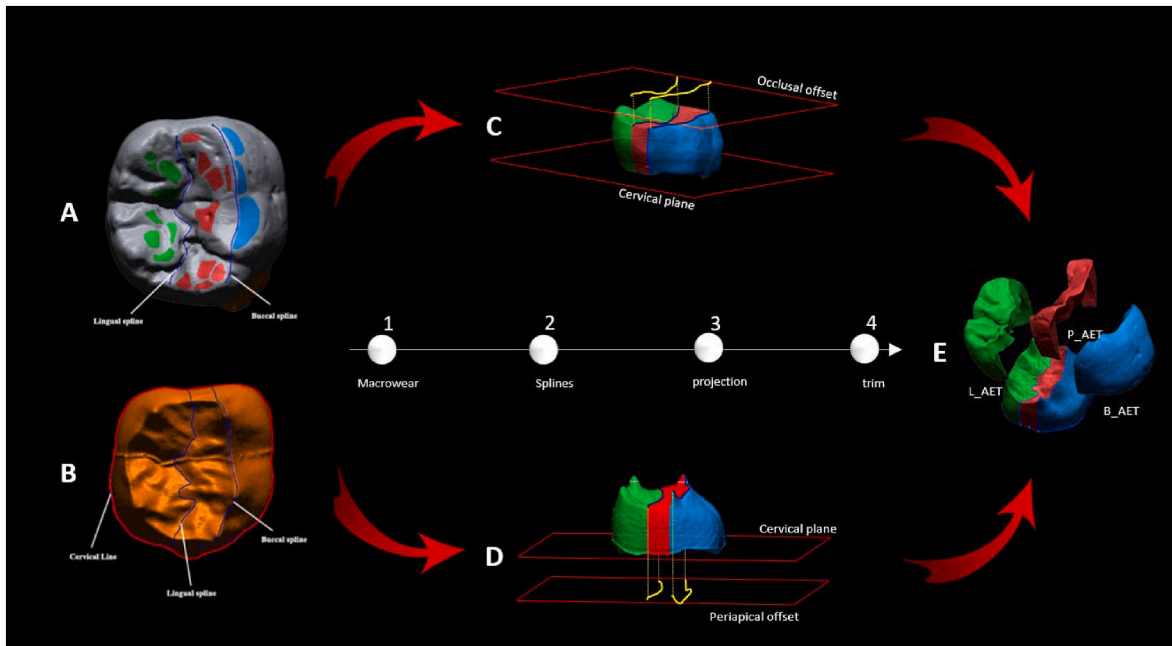 A
Lingual spline
Buccal spline
C
Occlusal offset
Cervical plane
1
2
3
4
Macrowear
Splines
projection
trim
E
P_AET
L_AET
B_AET
B
Cervical Line
Buccal spline
Lingual spline
D
Cervical plane
Periapical offset